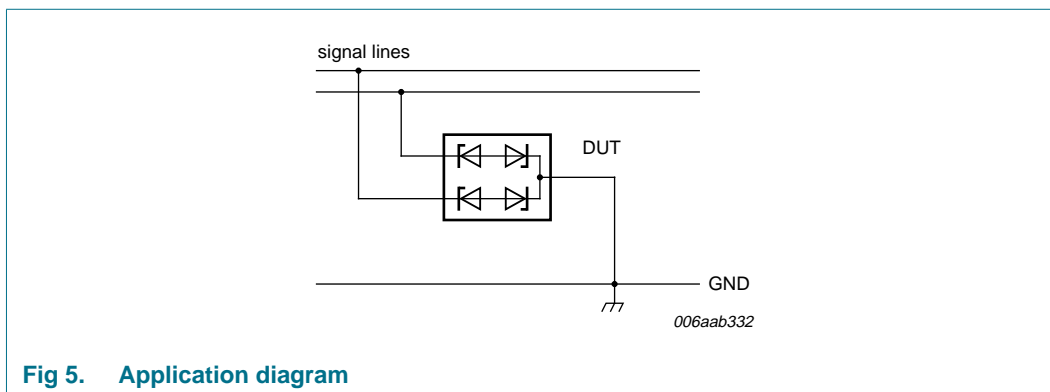 signal lines
DUT
GND
006aab332
Fig 5. Application diagram